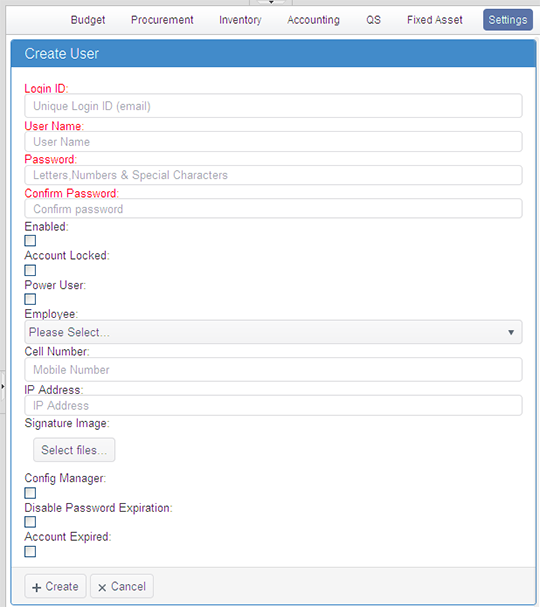 Budget Procurement Inventory Accounting QS Fixed Asset Settings
Create User
Login ID:
Unique Login ID (email)
User Name:
User Name
Password:
Letters,Numbers & Special Characters
Confirm Password:
Confirm password
Enabled:
Account Locked:
Power User:
Employee:
Please Select...
Cell Number:
Mobile Number
IP Address:
IP Address
Signature Image:
Select files...
Config Manager:
Disable Password Expiration:
Account Expired:
Create Cancel